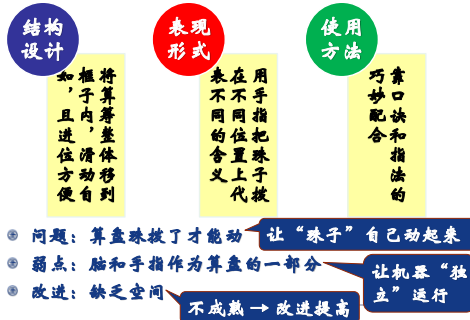 结构
设计
表现
形式
使用
方法
将算筹整体移到
框子内，滑动自
如，且进位方便
用手指把珠子拨
在不同位置上代
表不同的含义
靠口诀和指法的
巧妙配合
问题：算盘珠拨了才能动
让“珠子”自己动起来
弱点：脑和手指作为算盘的一部分
让机器“独
立”运行
改进：缺乏空间
不成熟→改进提高